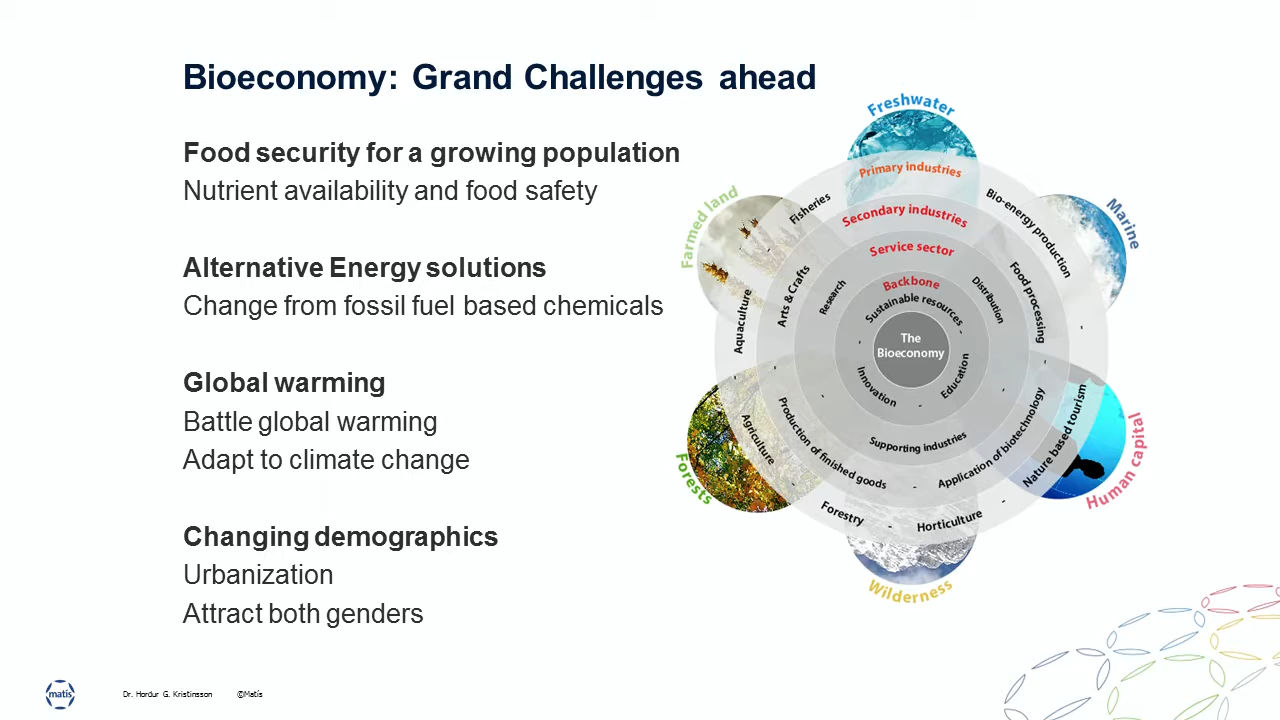 Bioeconomy: Grand Challenges ahead
Food security for a growing population
Nutrient availability and food safety
Alternative Energy solutions
Change from fossil fuel based chemicals
Global warming
Battle global warming
Adapt to climate change
Changing demographics
Urbanization
Attract both genders
Freshwater
Marine
Human capital
Wilderness
Forests
Farmed land
Primary industries
Fisheries
Bio-energy production
Nature based tourism
Horticulture
Forestry
Agriculture
Aquaculture
Secondary industries
Arts & Crafts
Food processing
Application of biotechnology
Production of finished goods
Service sector
Research
Distribution
Supporting industries
Backbone
Sustainable resources
Education
Innovation
The
Bioeconomy
matís
Dr. Hordur G. Kristinsson ©Matís